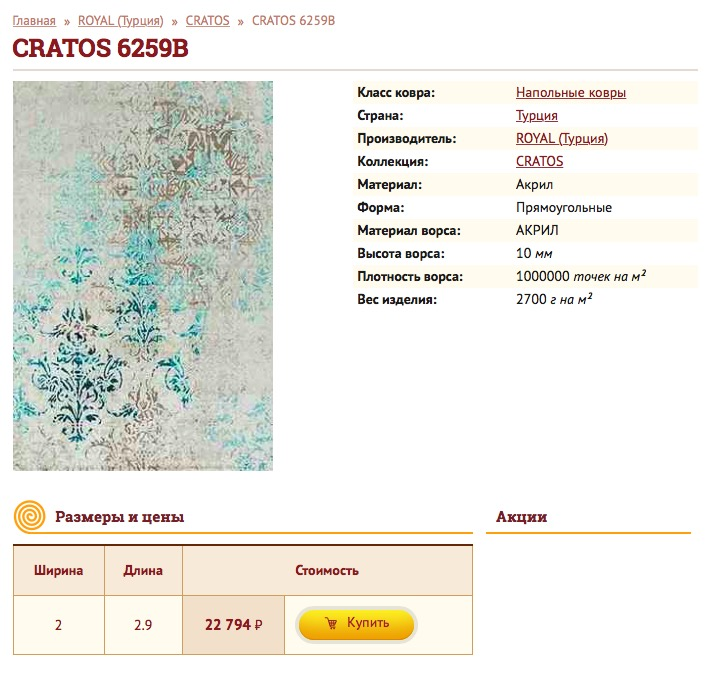 Главная » ROYAL (Турция) » CRATOS » CRATOS 6259B
CRATOS 6259B
Класс ковра: Напольные ковры
Страна: Турция
Производитель: ROYAL (Турция)
Коллекция: CRATOS
Материал: Акрил
Форма: Прямоугольные
Материал ворса: АКРИЛ
Высота ворса: 10 мм
Плотность ворса: 1000000 точек на м²
Вес изделия: 2700 г на м²
Размеры и цены
Акции
Ширина Длина Стоимость
2 2.9 22 794 ₽ Купить